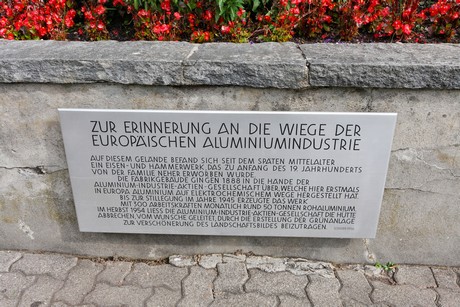 ZUR ERINNERUNG AN DIE WIEGE DER
EUROPÄISCHEN ALUMINIUMINDUSTRIE
AUF DIESEM GELÄNDE BEFAND SICH SEIT DEM SPÄTEN MITTELALTER
EIN EISEN- UND HAMMERWERK, DAS ZU ANFANG DES 19. JAHRHUNDERTS
VON DER FAMILIE NEHER ERWORBEN WURDE.
DIE FABRIKGEBÄUDE GINGEN 1888 IN DIE HÄNDE DER
ALUMINIUM-INDUSTRIE-AKTIEN-GESELLSCHAFT ÜBER, WELCHE HIER ERSTMALS
IN EUROPA ALUMINIUM AUF ELEKTROCHEMISCHEM WEGE HERGESTELLT HAT.
BIS ZUR STILLEGUNG IM JAHRE 1945 ERZEUGTE DAS WERK
MIT 500 ARBEITSKRÄFTEN MONATLICH RUND 50 TONNEN ROHALUMINIUM.
IM HERBST 1954 LIESS DIE ALUMINIUM-INDUSTRIE-AKTIEN-GESELLSCHAFT DIE HÜTTE
ABBRECHEN, VOM WUNSCHE GELEITET, DURCH DIE ERSTELLUNG DER GRÜNANLAGE
ZUR VERSCHÖNERUNG DES LANDSCHAFTSBILDES BEIZUTRAGEN.